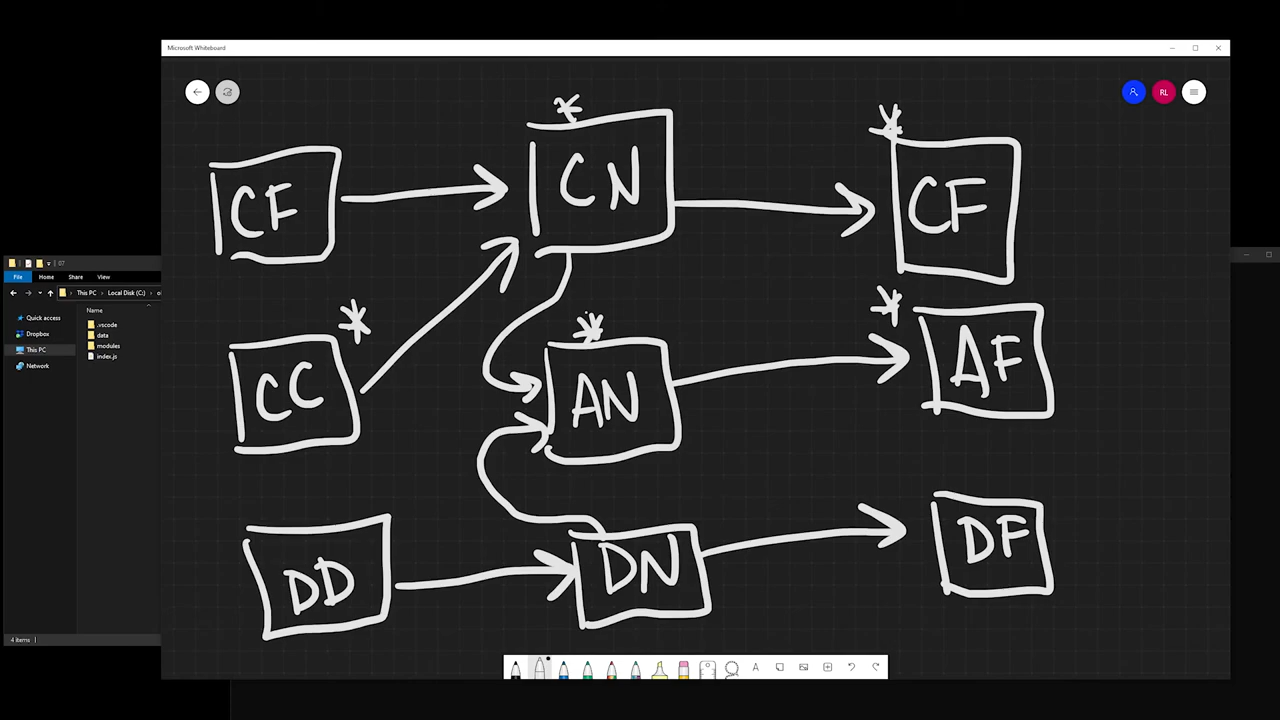 Microsoft Whiteboard
RL
* *
CF CN CF
* * *
CC AN AF
DD DN DF
07
File Home Share View
This PC Local Disk (C:)
Name
Quick access
Dropbox
This PC
Network
.vscode
data
modules
index.js
4 items
A